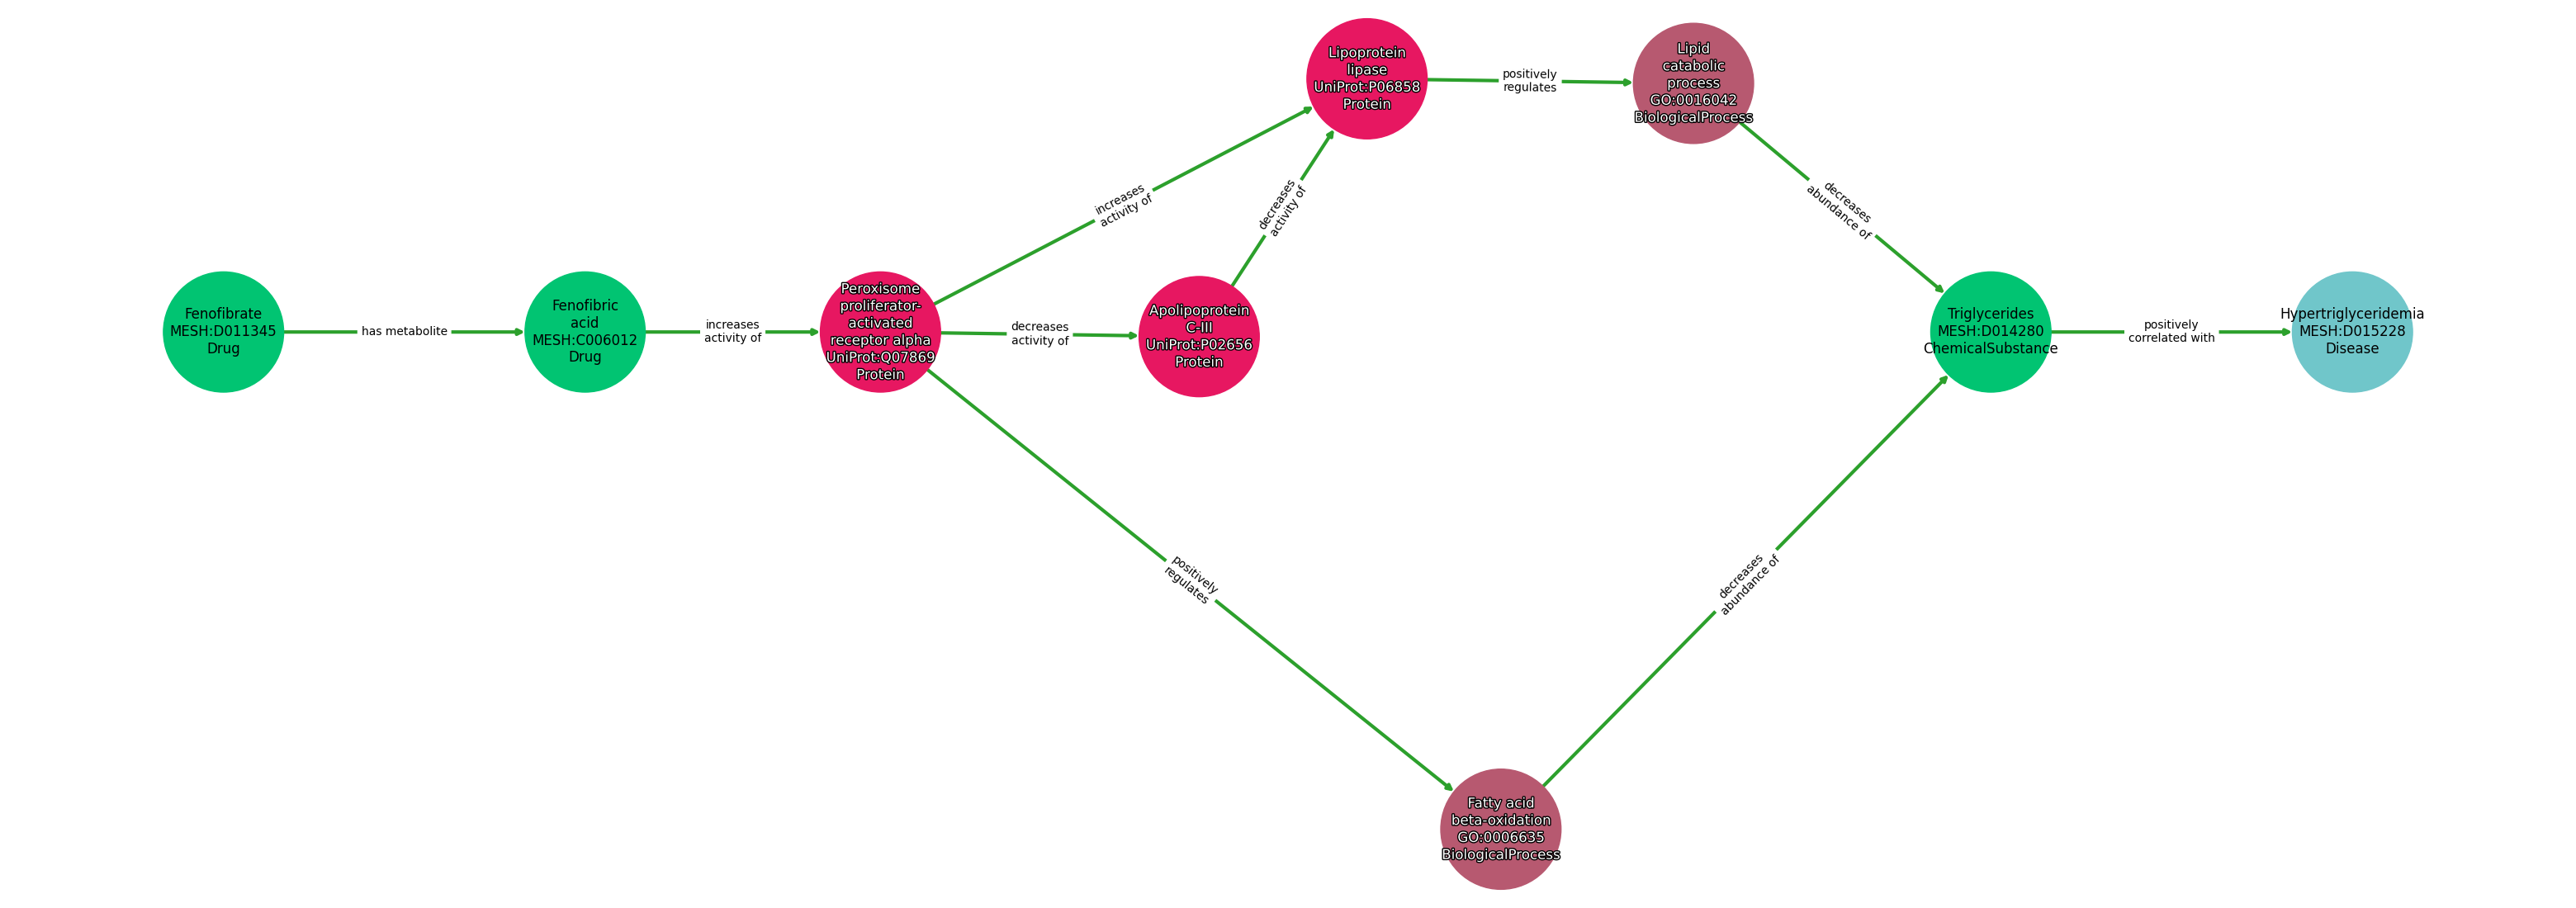 Lipoprotein
lipase
UniProt:P06858
Protein
positively
regulates
Lipid
catabolic
process
GO:0016042
BiologicalProcess
increases
activity of
decreases
activity of
decreases
abundance of
Fenofibrate
MESH:D011345
Drug
has metabolite
Fenofibric
acid
MESH:C006012
Drug
increases
activity of
Peroxisome
proliferator-
activated
receptor alpha
UniProt:Q07869
Protein
decreases
activity of
Apolipoprotein
C-III
UniProt:P02656
Protein
Triglycerides
MESH:D014280
ChemicalSubstance
positively
correlated with
Hypertriglyceridemia
MESH:D015228
Disease
positively
regulates
decreases
abundance of
Fatty acid
beta-oxidation
GO:0006635
BiologicalProcess